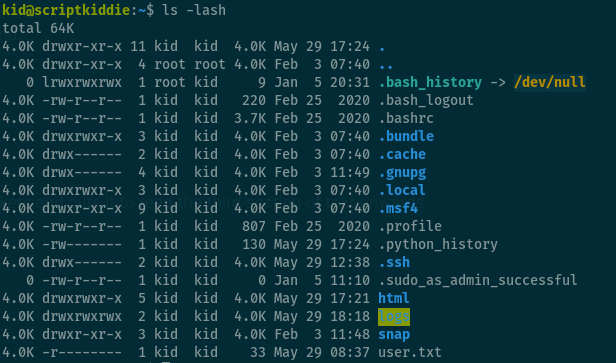 kid@scriptkiddie:~$ ls -lash
total 64K
4.0K drwxr-xr-x 11 kid  kid  4.0K May 29 17:24 .
4.0K drwxr-xr-x  4 root root 4.0K Feb  3 07:40 ..
   0 lrwxrwxrwx  1 root kid     9 Jan  5 20:31 .bash_history -> /dev/null
4.0K -rw-r--r--  1 kid  kid   220 Feb 25  2020 .bash_logout
4.0K -rw-r--r--  1 kid  kid  3.7K Feb 25  2020 .bashrc
4.0K drwxrwxr-x  3 kid  kid  4.0K Feb  3 07:40 .bundle
4.0K drwx------  2 kid  kid  4.0K Feb  3 07:40 .cache
4.0K drwx------  4 kid  kid  4.0K Feb  3 11:49 .gnupg
4.0K drwxrwxr-x  3 kid  kid  4.0K Feb  3 07:40 .local
4.0K drwxr-xr-x  9 kid  kid  4.0K Feb  3 07:40 .msf4
4.0K -rw-r--r--  1 kid  kid   807 Feb 25  2020 .profile
4.0K -rw-------  1 kid  kid   130 May 29 17:24 .python_history
4.0K drwx------  2 kid  kid  4.0K May 29 12:38 .ssh
   0 -rw-r--r--  1 kid  kid     0 Jan  5 11:10 .sudo_as_admin_successful
4.0K drwxrwxr-x  5 kid  kid  4.0K May 29 17:21 html
4.0K drwxrwxrwx  2 kid  kid  4.0K May 29 18:18 logs
4.0K drwxr-xr-x  3 kid  kid  4.0K Feb  3 11:48 snap
4.0K -r--------  1 kid  kid    33 May 29 08:37 user.txt